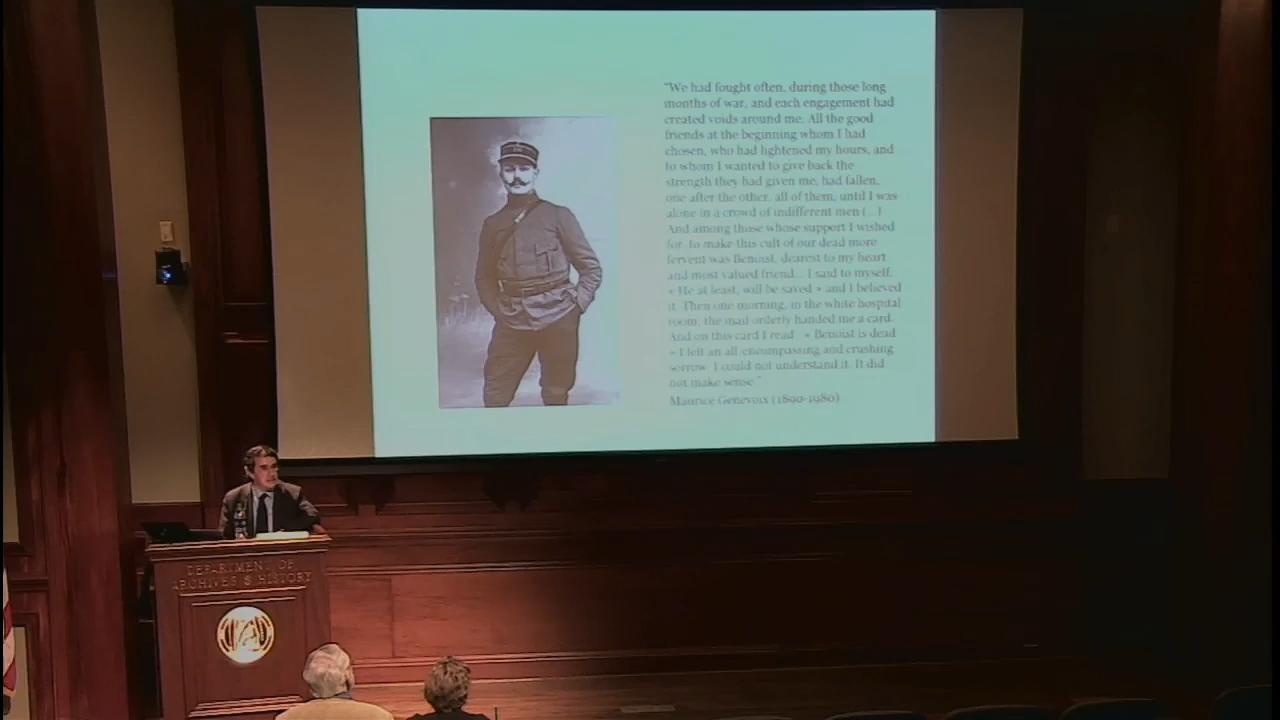 "We had fought often, during those long
months of war, and each engagement had
created voids around me. All the good
friends at the beginning whom I had
chosen, who had lightened my hours, and
to whom I wanted to give back the
strength they had given me, had fallen,
one after the other, all of them, until I was
alone in a crowd of indifferent men (...)
And among those whose support I wished
for, to make this cult of our dead more
fervent was Benoist, dearest to my heart
and most valued friend... I said to myself,
« He at least, will be saved » and I believed
it. Then one morning, in the white hospital
room, the mail orderly handed me a card.
And on this card I read : « Benoist is dead
» I felt an all-encompassing and crushing
sorrow. I could not understand it. It did
not make sense."
Maurice Genevoix (1890-1980)
DEPARTMENT OF
ARCHIVES & HISTORY